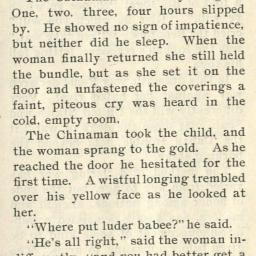 One, two, three, four hours slipped
by. He showed no sign of impatience,
but neither did he sleep. When the
woman finally returned she still held
the bundle, but as she set it on the
floor and unfastened the coverings a
faint, piteous cry was heard in the
cold, empty room.
The Chinaman took the child, and
the woman sprang to the gold. As he
reached the door he hesitated for the
first time. A wistful longing trembled
over his yellow face as he looked at
her.
"Where put luder babee?" he said.
"He's all right," said the woman in-